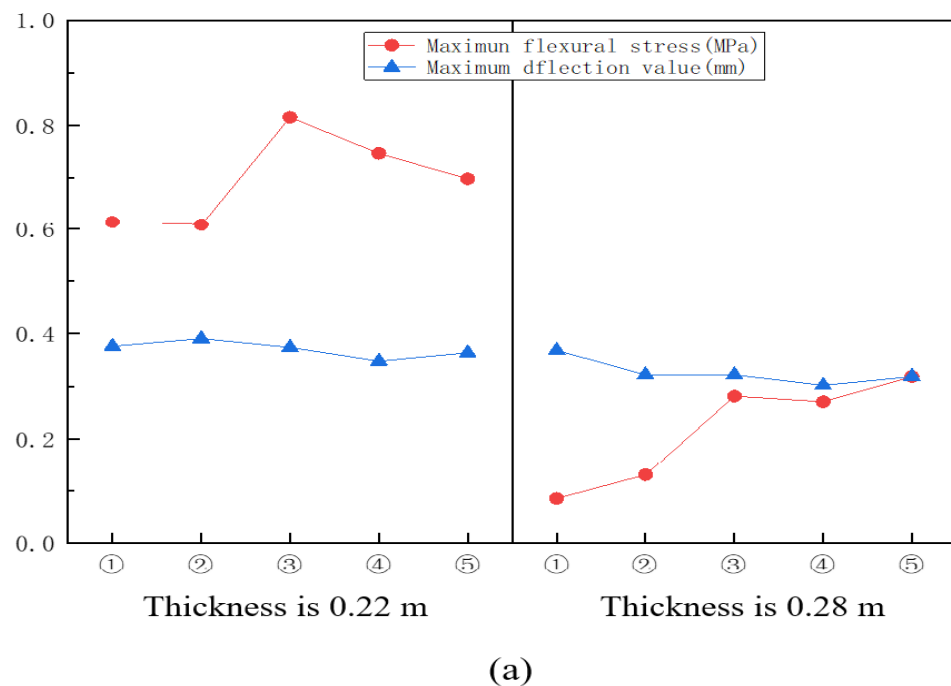 1.0
Maximun flexural stress(MPa)
Maximum dflection value(mm)
0.8
0.6
0.4
0.2
0.0
① ② ③ ④ ⑤ ① ② ③ ④ ⑤
Thickness is 0.22 m Thickness is 0.28 m
(a)